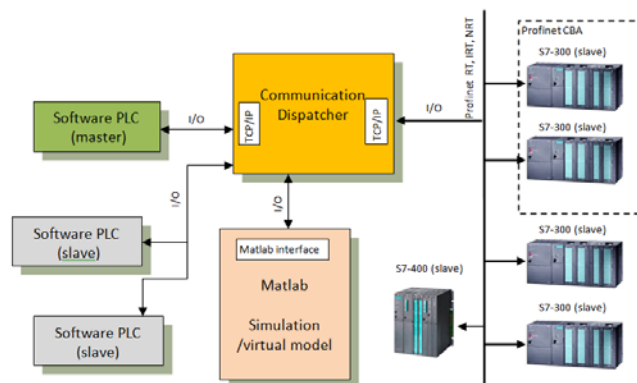 Profinet CBA
S7-300 (slave)
Communication
Dispatcher
TCP/IP
TCP/IP
Profinet RT, IRT, NRT
I/O
I/O
Software PLC
(master)
S7-300 (slave)
I/O
I/O
Software PLC
(slave)
Matlab interface
Matlab
Simulation
/virtual model
S7-400 (slave)
S7-300 (slave)
Software PLC
(slave)
S7-300 (slave)